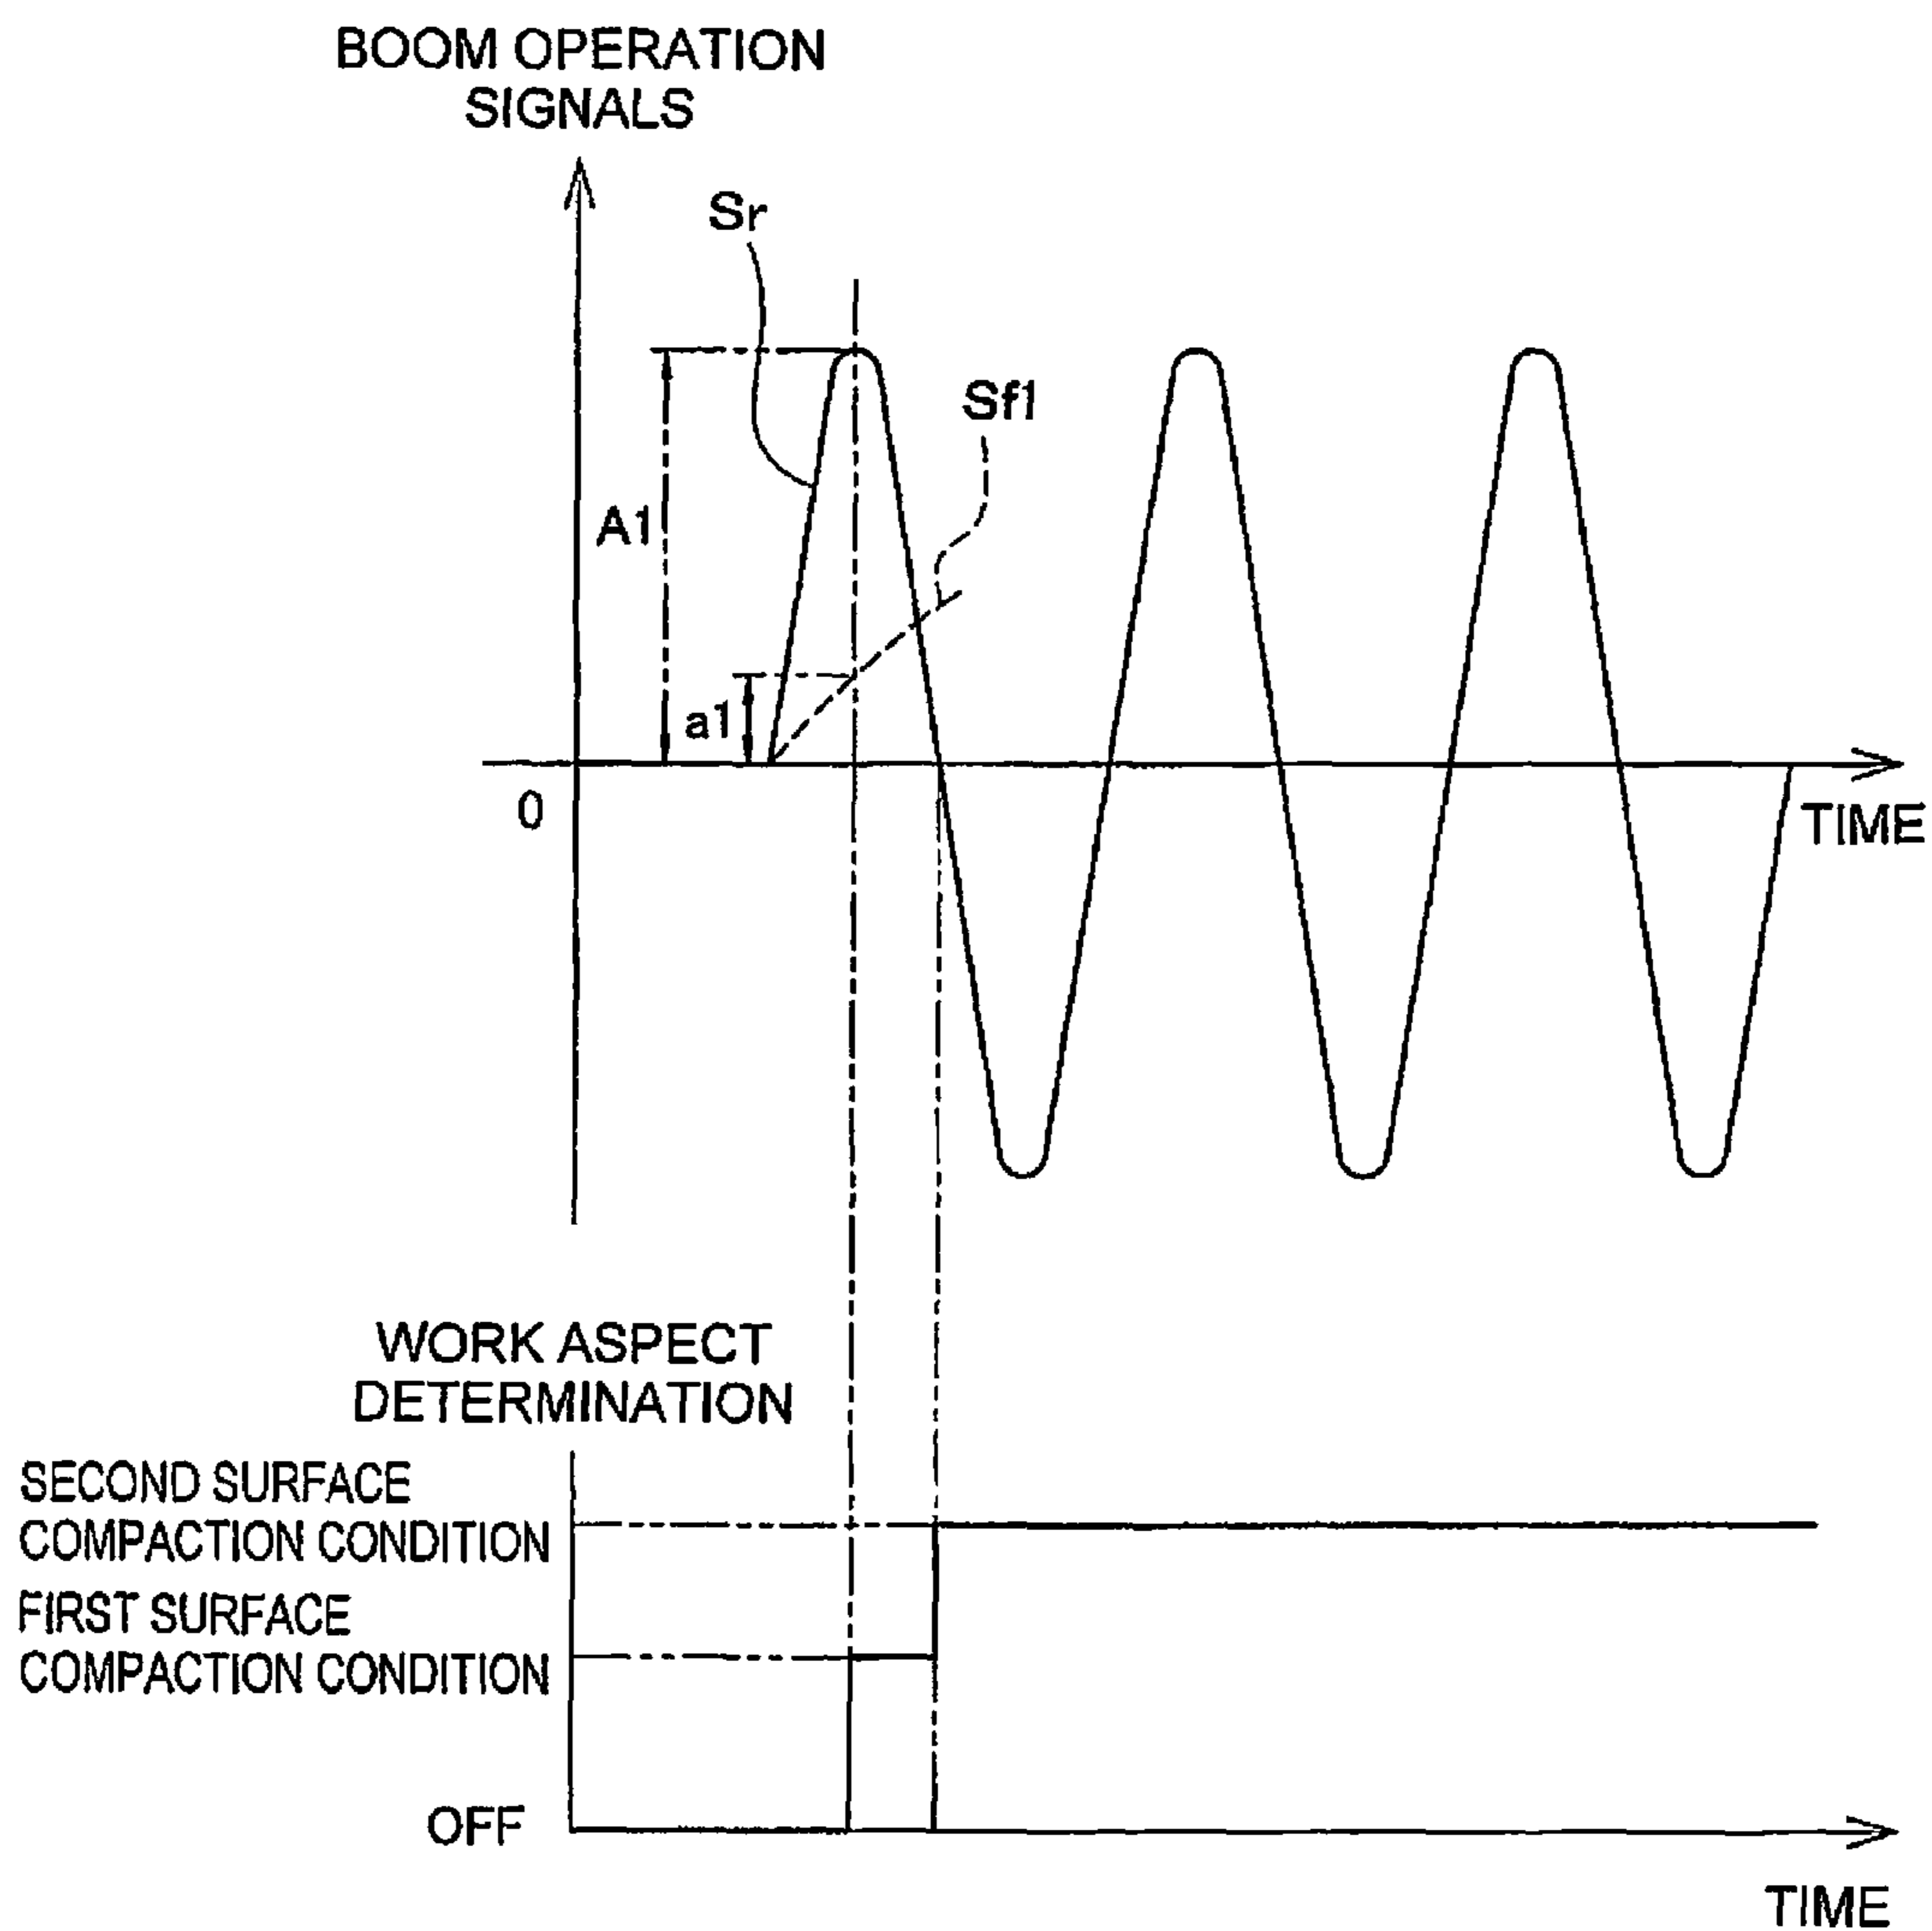 BOOM OPERATION
SIGNALS
Sr
Sf1
A1
a1
0
TIME
WORK ASPECT
DETERMINATION
SECOND SURFACE
COMPACTION CONDITION
FIRST SURFACE
COMPACTION CONDITION
OFF
TIME